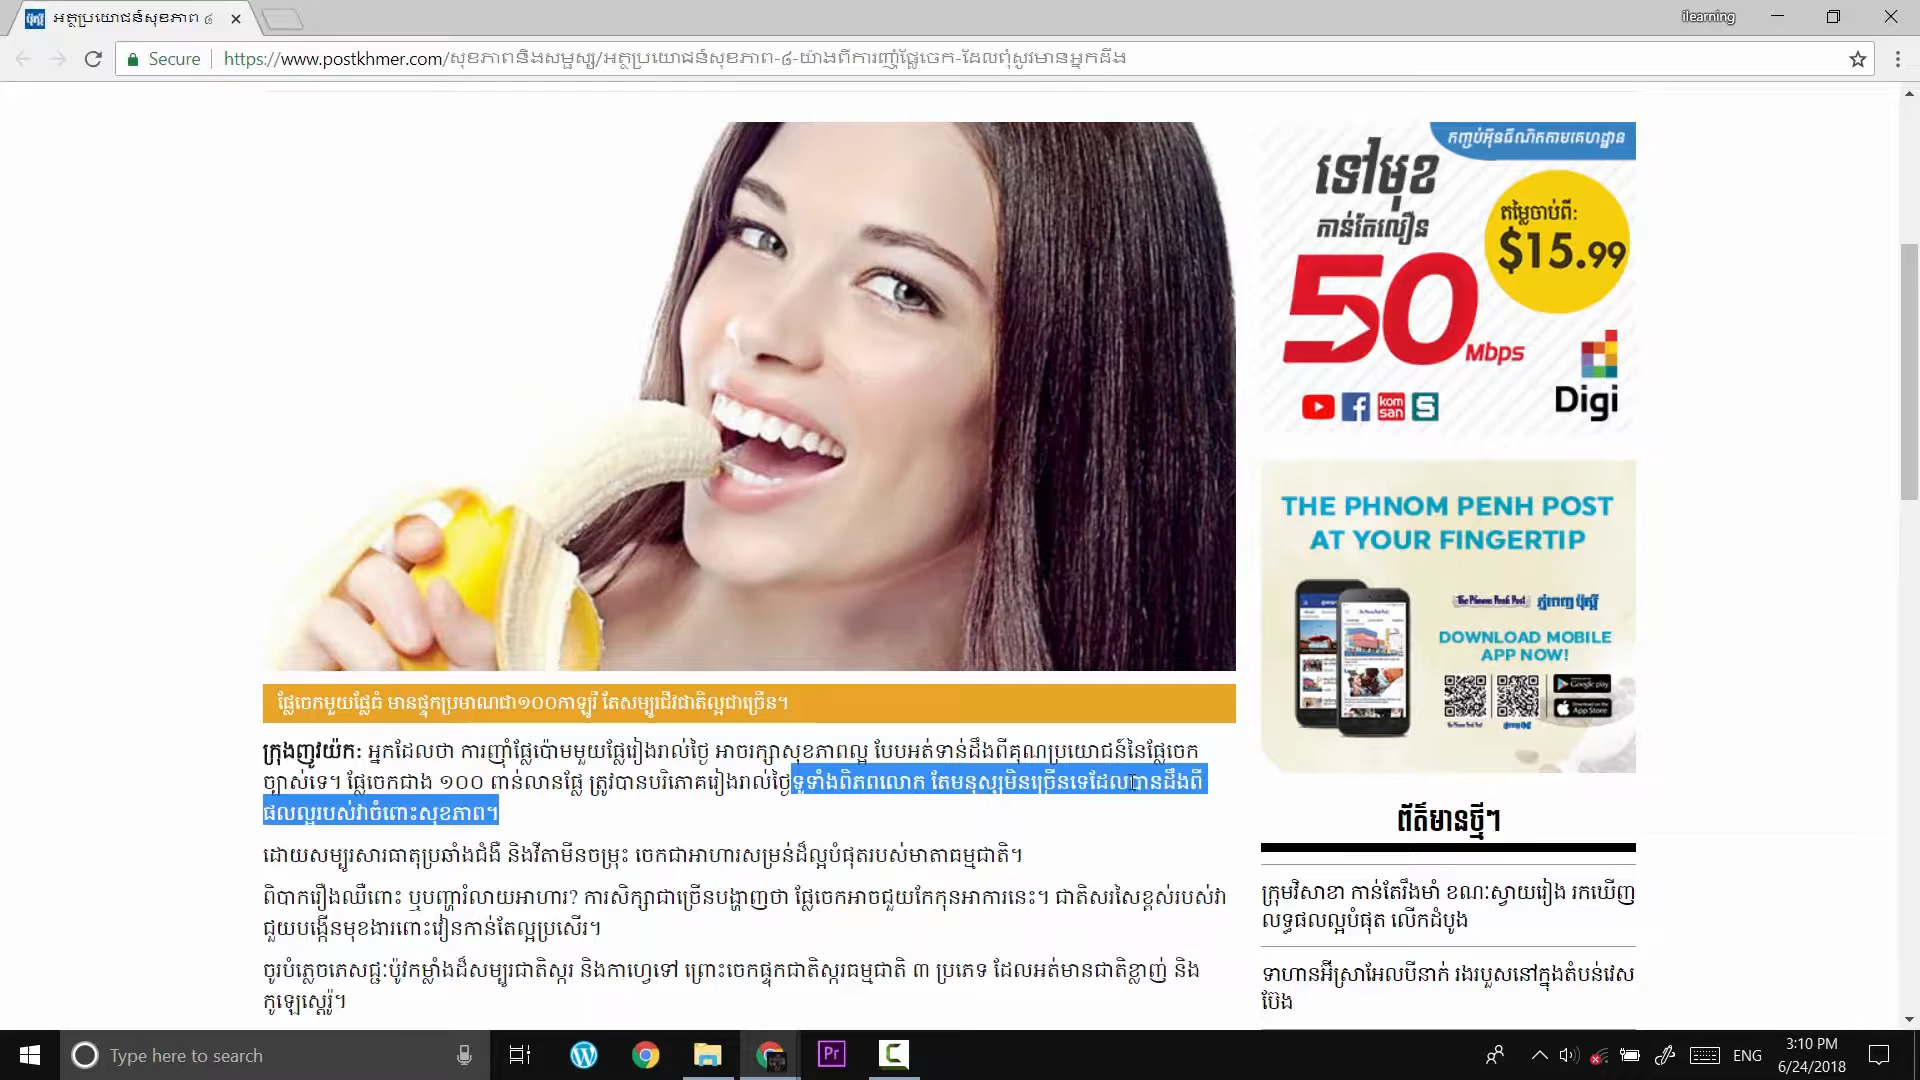 អត្ថប្រយោជន៍សុខភាព ៨
ilearning
Secure
https://www.postkhmer.com/សុខភាពនិងសម្ផស្ស/អត្ថប្រយោជន៍សុខភាព-៨-យ៉ាងពីការញ៉ាំផ្លែចេក-ដែលពុំសូវមានអ្នកដឹង
កញ្ចប់អ៊ីនធឺណិតតាមគេហដ្ឋាន
ទៅមុខ
កាន់តែលឿន
តម្លៃចាប់ពី:
$15.99
50 Mbps
kom
san
Digi
THE PHNOM PENH POST
AT YOUR FINGERTIP
The Phnom Penh Post ភ្នំពេញ ប៉ុស្តិ៍
DOWNLOAD MOBILE
APP NOW!
Google play
App Store
ផ្លែចេកមួយផ្លែធំ មានផ្ទុកប្រមាណជា១០០កាឡូរី តែសម្បូរជីវជាតិល្អជាច្រើន។
ក្រុងញូវយ៉ក: អ្នកដែលថា ការញ៉ាំផ្លែប៉ោមមួយផ្លែរៀងរាល់ថ្ងៃ អាចរក្សាសុខភាពល្អ បែបអត់ទាន់ដឹងពីគុណប្រយោជន៍នៃផ្លែចេក
ច្បាស់ទេ។ ផ្លែចេកជាង ១០០ ពាន់លានផ្លែ ត្រូវបានបរិភោគរៀងរាល់ថ្ងៃទូទាំងពិភពលោក តែមនុស្សមិនច្រើនទេដែលបានដឹងពី
ផលល្អរបស់វាចំពោះសុខភាព។
ដោយសម្បូរសារធាតុប្រឆាំងជំងឺ និងវីតាមីនចម្រុះ ចេកជាអាហារសម្រន់ដ៏ល្អបំផុតរបស់មាតាធម្មជាតិ។
ពិបាករឿងឈឺពោះ ឬបញ្ហារំលាយអាហារ? ការសិក្សាជាច្រើនបង្ហាញថា ផ្លែចេកអាចជួយកែកុនអាការនេះ។ ជាតិសរសៃខ្ពស់របស់វា
ជួយបង្កើនមុខងារពោះវៀនកាន់តែល្អប្រសើរ។
ចូរបំភ្លេចភេសជ្ជៈប៉ូវកម្លាំងដ៏សម្បូរជាតិស្ករ និងកាហ្វេទៅ ព្រោះចេកផ្ទុកជាតិស្ករធម្មជាតិ ៣ ប្រភេទ ដែលអត់មានជាតិខ្លាញ់ និង
កូឡេស្តេរ៉ូ។
ព័ត៌មានថ្មីៗ
ក្រុមវិសាខា កាន់តែរឹងមាំ ខណៈស្វាយរៀង រកឃើញ
លទ្ធផលល្អបំផុត លើកដំបូង
ទាហានអ៊ីស្រាអែលបីនាក់ រងរបួសនៅក្នុងតំបន់វេស
ប៊ែង
Type here to search
Pr
ENG
3:10 PM
6/24/2018